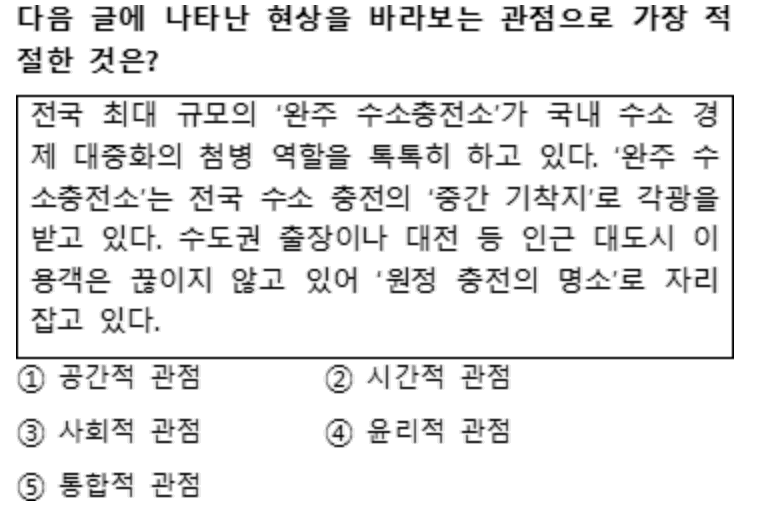 다음 글에 나타난 현상을 바라보는 관점으로 가장 적
절한 것은?
전국 최대 규모의 '완주 수소충전소'가 국내 수소 경
제 대중화의 첨병 역할을 톡톡히 하고 있다. '완주 수
소충전소'는 전국 수소 충전의 '중간 기착지'로 각광을
받고 있다. 수도권 출장이나 대전 등 인근 대도시 이
용객은 끊이지 않고 있어 '원정 충전의 명소'로 자리
잡고 있다.
① 공간적 관점 ② 시간적 관점
③ 사회적 관점 ④ 윤리적 관점
⑤ 통합적 관점